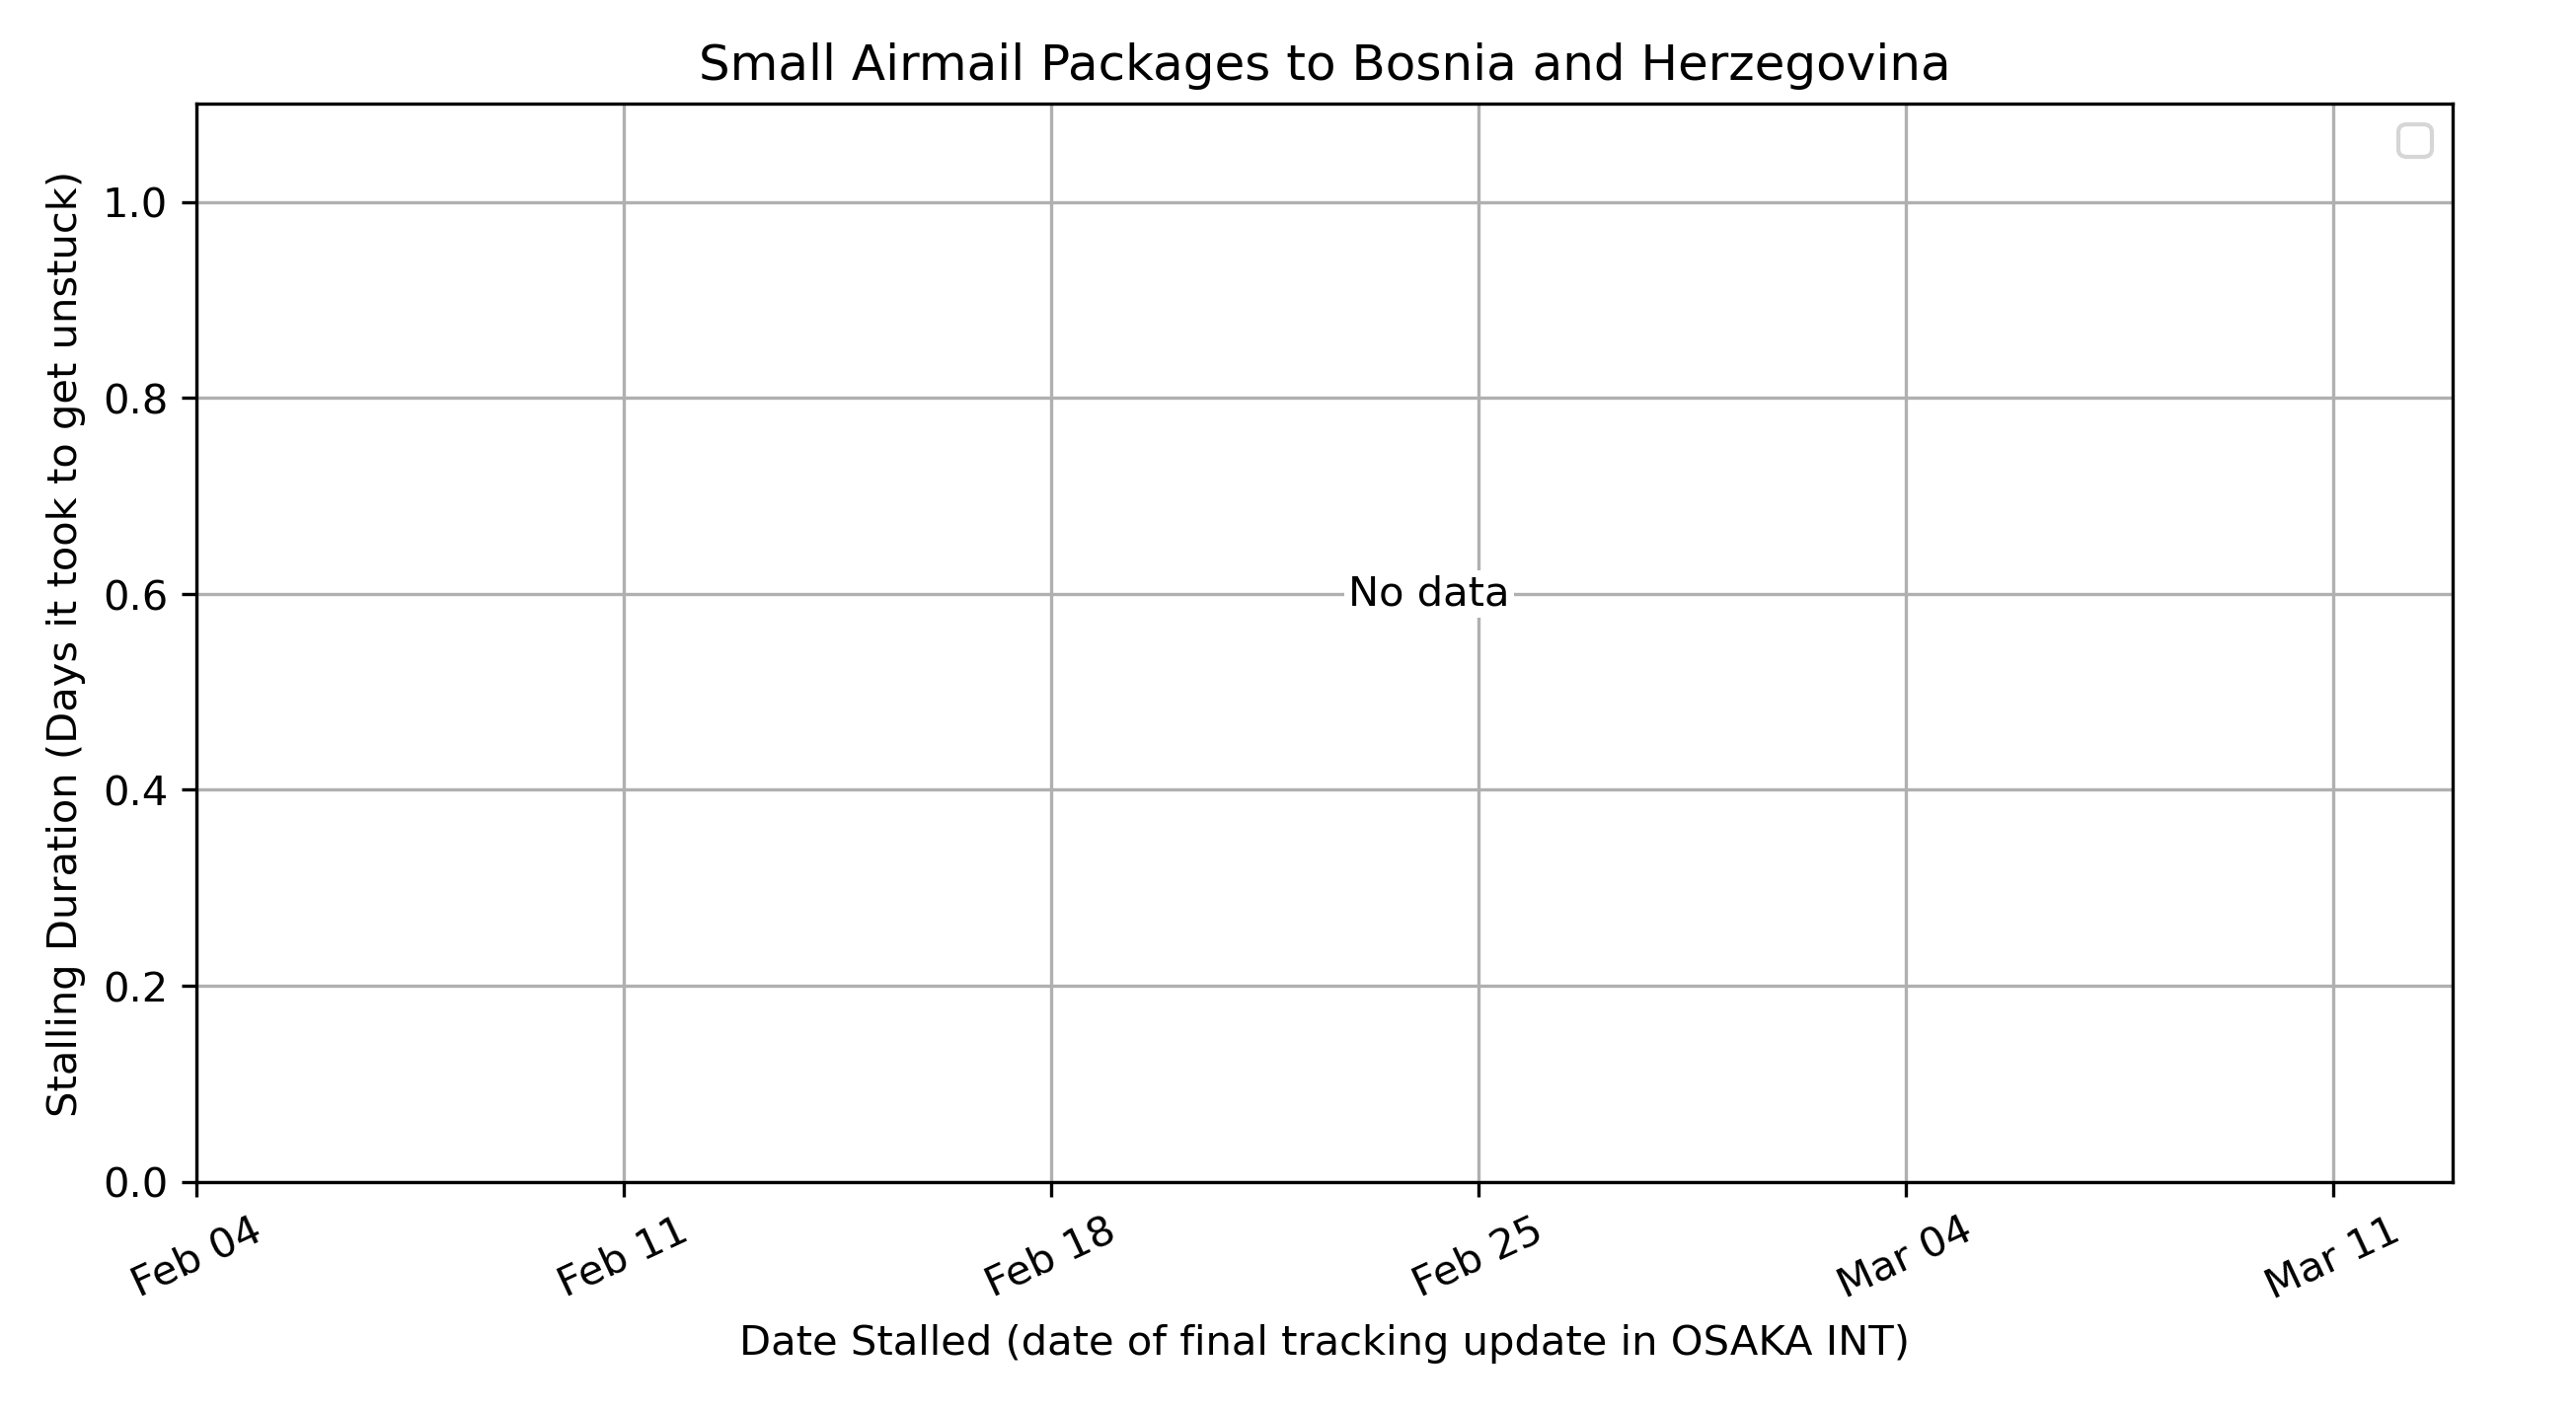 Small Airmail Packages to Bosnia and Herzegovina
Stalling Duration (Days it took to get unstuck)
1.0
0.8
0.6
0.4
0.2
0.0
No data
Feb 04
Feb 11
Feb 18
Feb 25
Mar 04
Mar 11
Date Stalled (date of final tracking update in OSAKA INT)